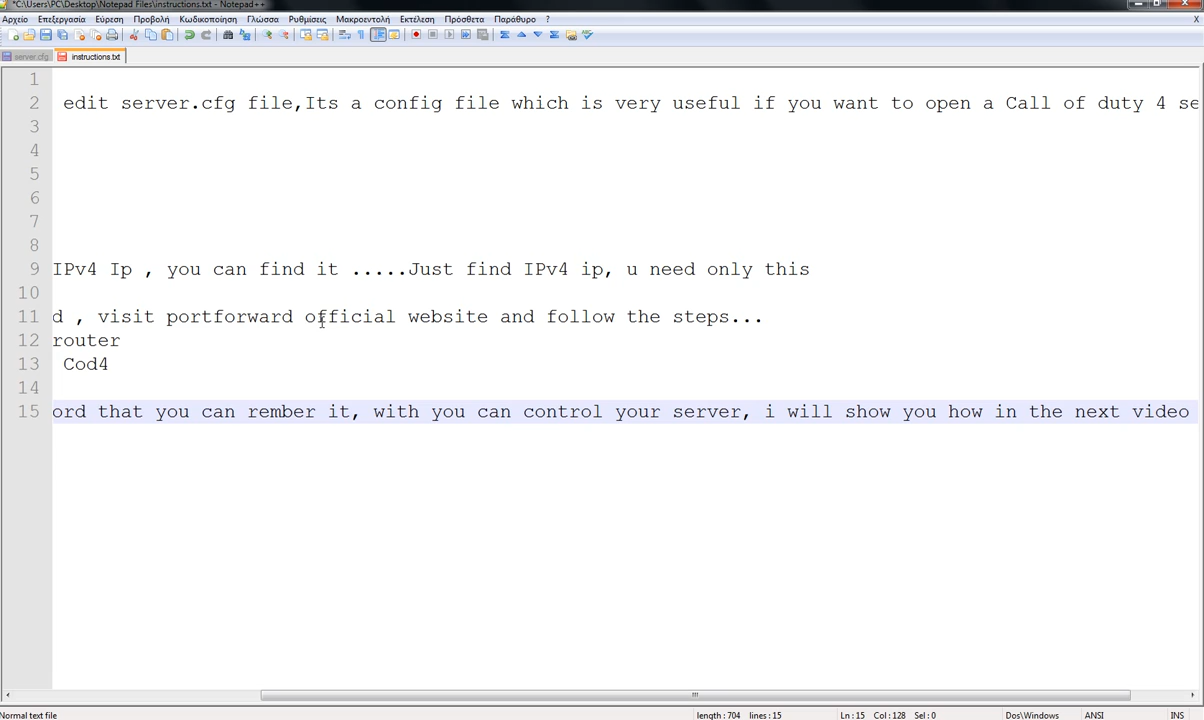 *C:\Users\PC\Desktop\Notepad Files\instructions.txt - Notepad++
Αρχείο Επεξεργασία Εύρεση Προβολή Κωδικοποίηση Γλώσσα Ρυθμίσεις Μακροεντολή Εκτέλεση Πρόσθετα Παράθυρο ? X
server.cfg instructions.txt
1
2 edit server.cfg file,Its a config file which is very useful if you want to open a Call of duty 4 se
3
4
5
6
7
8
9 IPv4 Ip , you can find it .....Just find IPv4 ip, u need only this
10
11 d , visit portforward official website and follow the steps...
12 router
13 Cod4
14
15 ord that you can rember it, with you can control your server, i will show you how in the next video
Normal text file length : 704 lines : 15 Ln : 15 Col : 128 Sel : 0 Dos\Windows ANSI INS